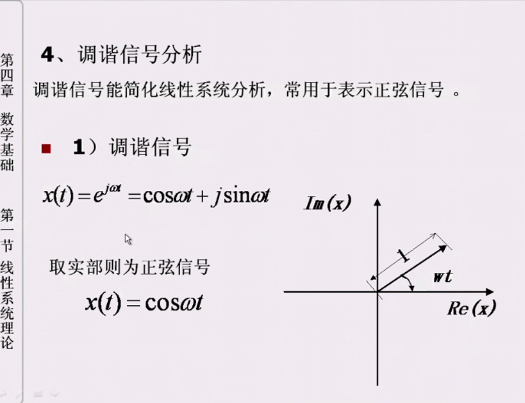 第四章 数学基础 第一节 线性系统理论
4、调谐信号分析
调谐信号能简化线性系统分析，常用于表示正弦信号 。
1）调谐信号
x(t)=e^{jωt}=cosωt+jsinωt
Im(x)
1
wt
Re(x)
取实部则为正弦信号
x(t)=cosωt